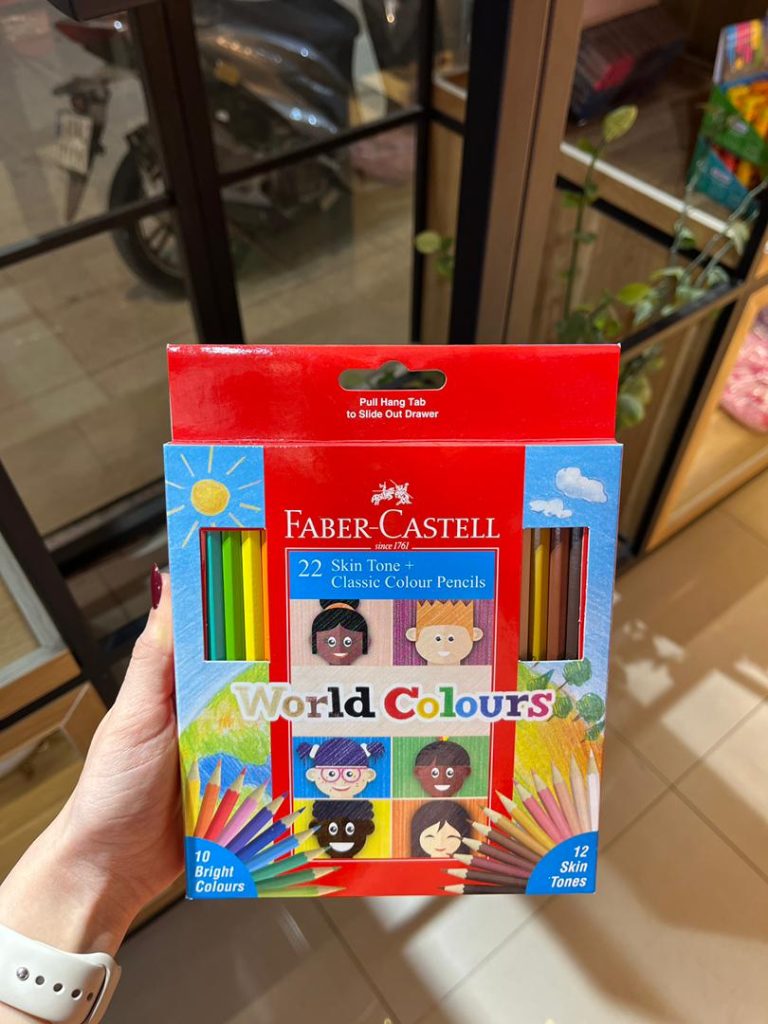 Pull Hang Tab
to Slide Out Drawer
FABER-CASTELL
since 1761
22 Skin Tone +
Classic Colour Pencils
World Colours
10
Bright
Colours
12
Skin
Tones